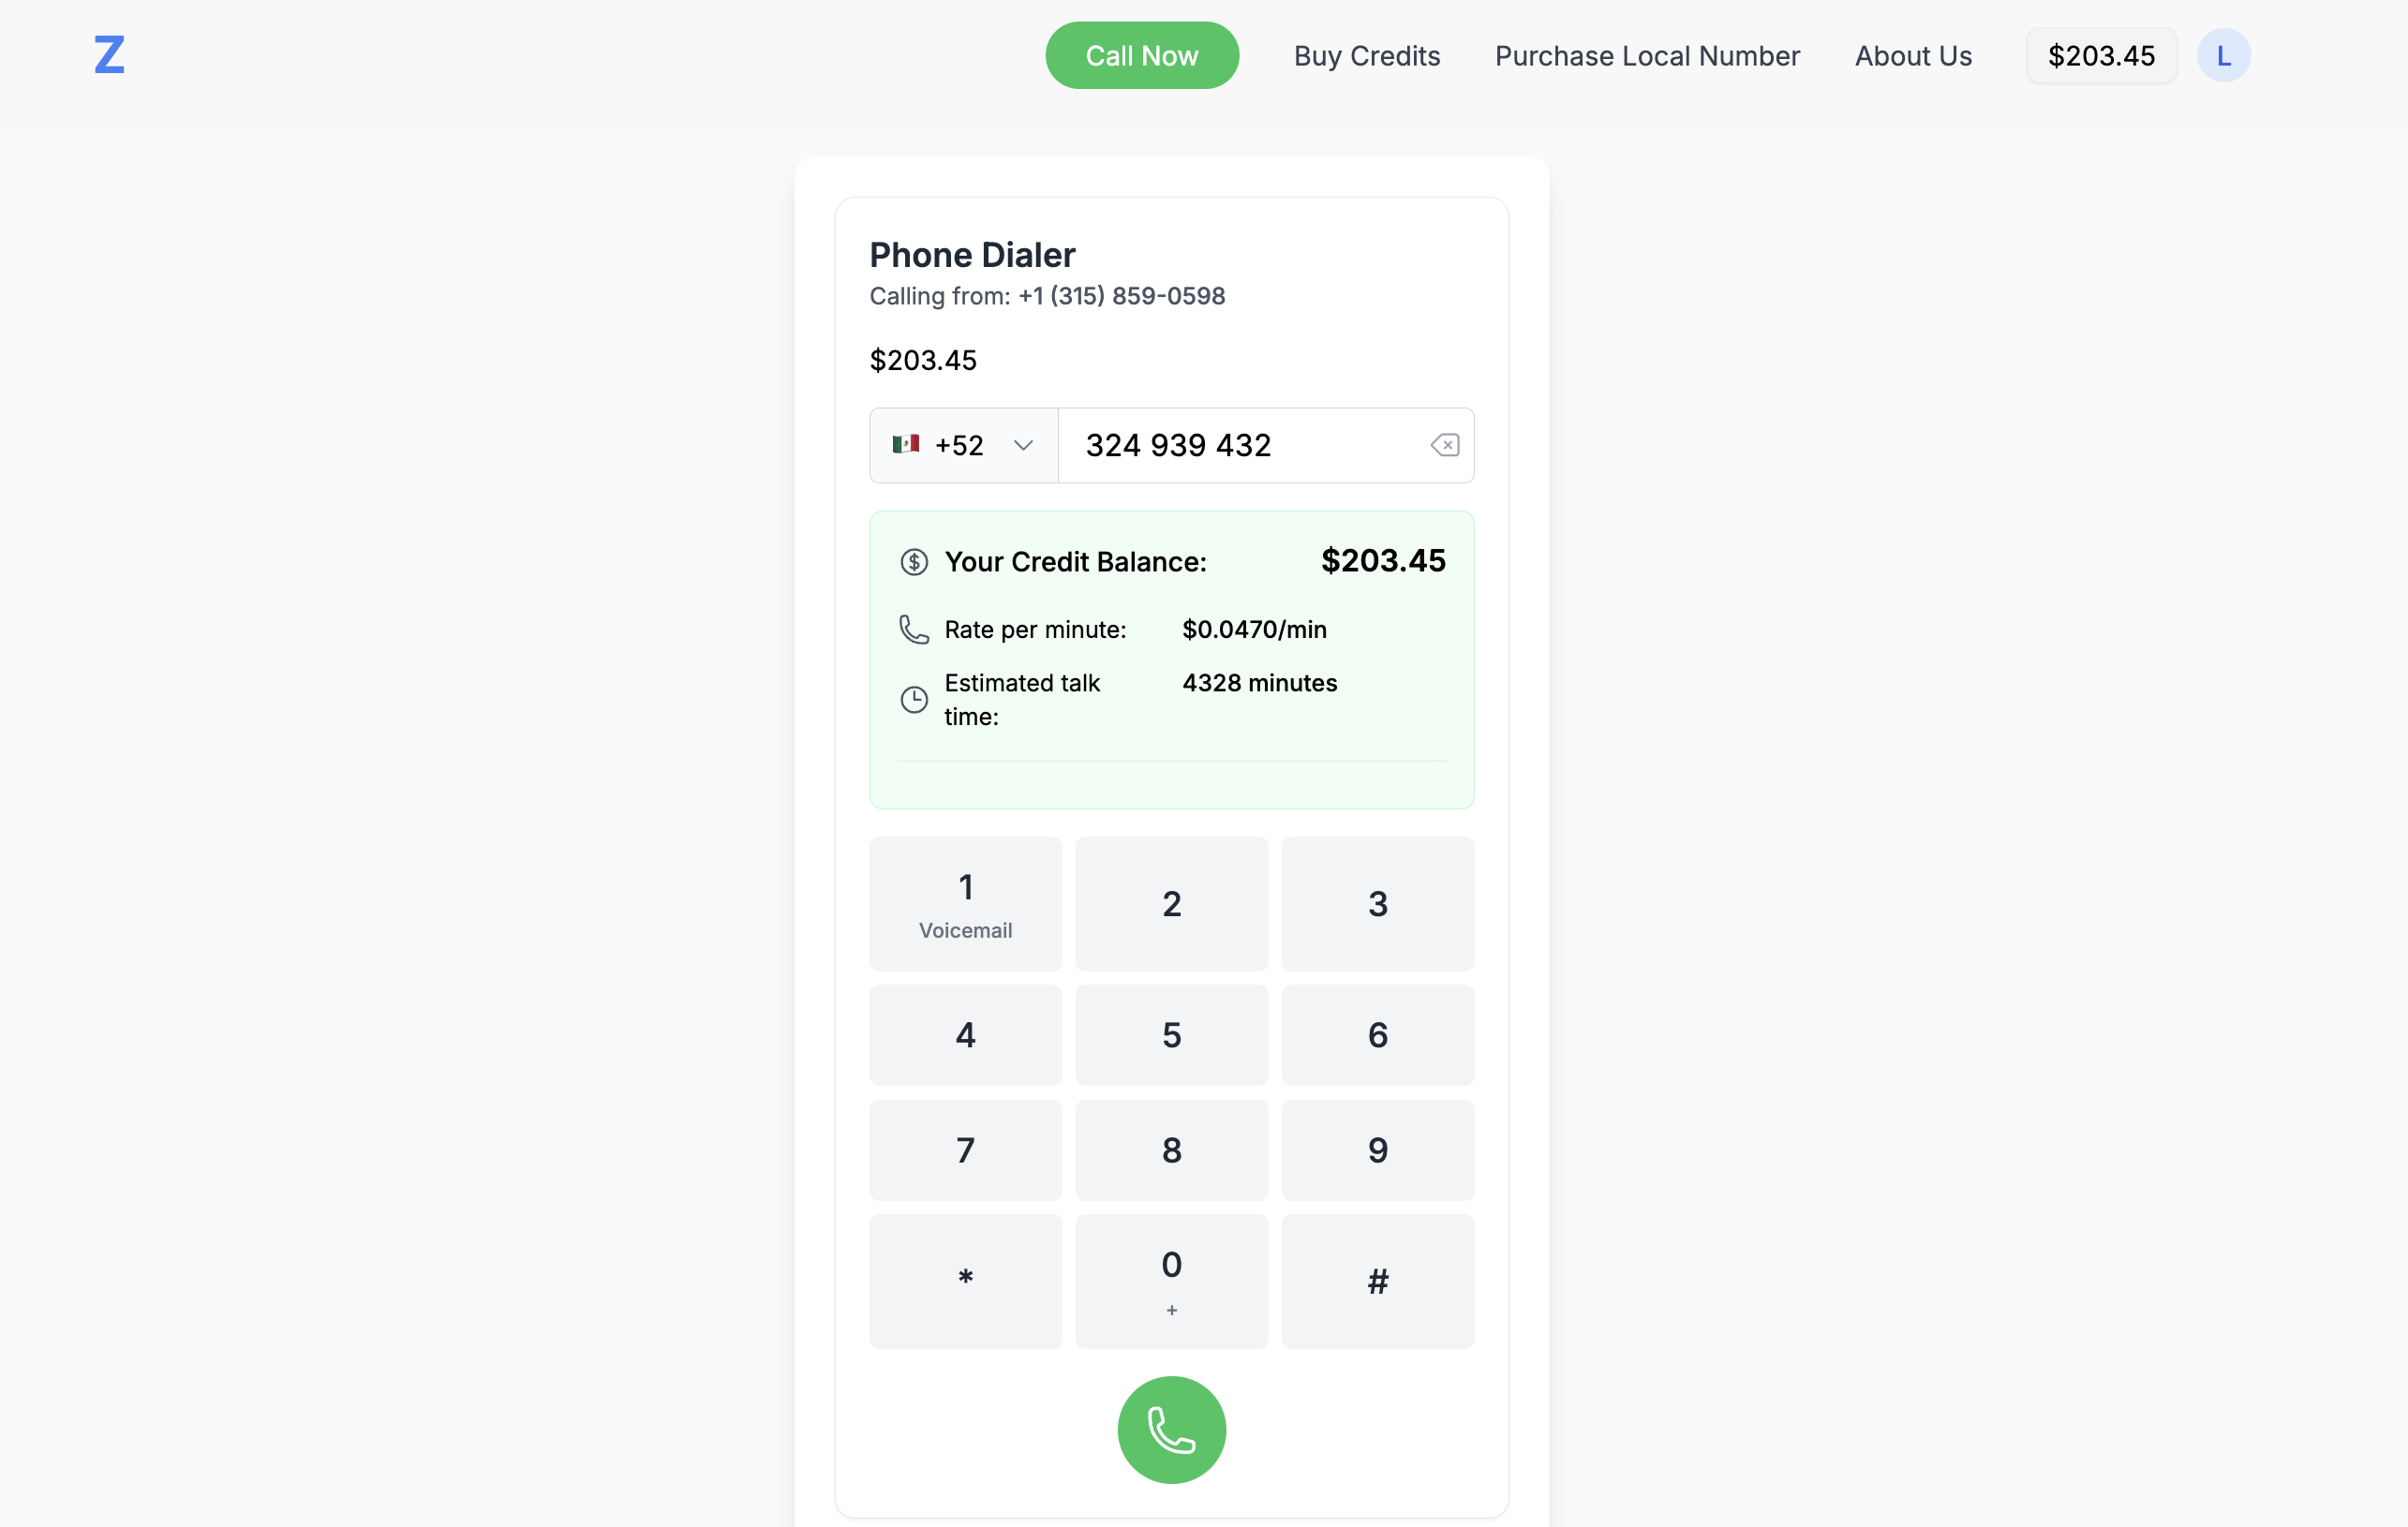 Z
Call Now
Buy Credits
Purchase Local Number
About Us
$203.45
L
Phone Dialer
Calling from: +1 (315) 859-0598
$203.45
+52
324 939 432
Your Credit Balance: $203.45
Rate per minute: $0.0470/min
Estimated talk time: 4328 minutes
1
Voicemail
2
3
4
5
6
7
8
9
*
0
+
#